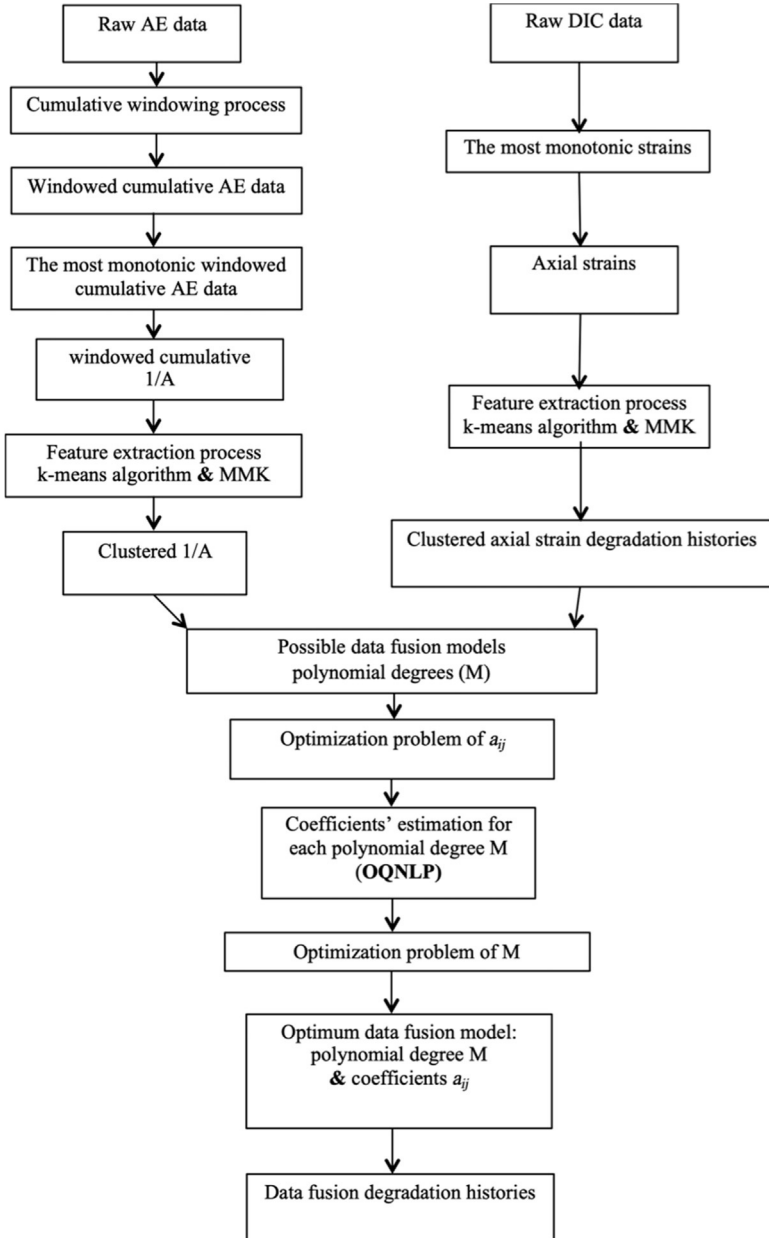 Raw AE data
Cumulative windowing process
Windowed cumulative AE data
The most monotonic windowed
cumulative AE data
windowed cumulative
1/A
Feature extraction process
k-means algorithm & MMK
Clustered 1/A
Raw DIC data
The most monotonic strains
Axial strains
Feature extraction process
k-means algorithm & MMK
Clustered axial strain degradation histories
Possible data fusion models
polynomial degrees (M)
Optimization problem of aij
Coefficients’ estimation for
each polynomial degree M
(OQNLP)
Optimization problem of M
Optimum data fusion model:
polynomial degree M
& coefficients aij
Data fusion degradation histories